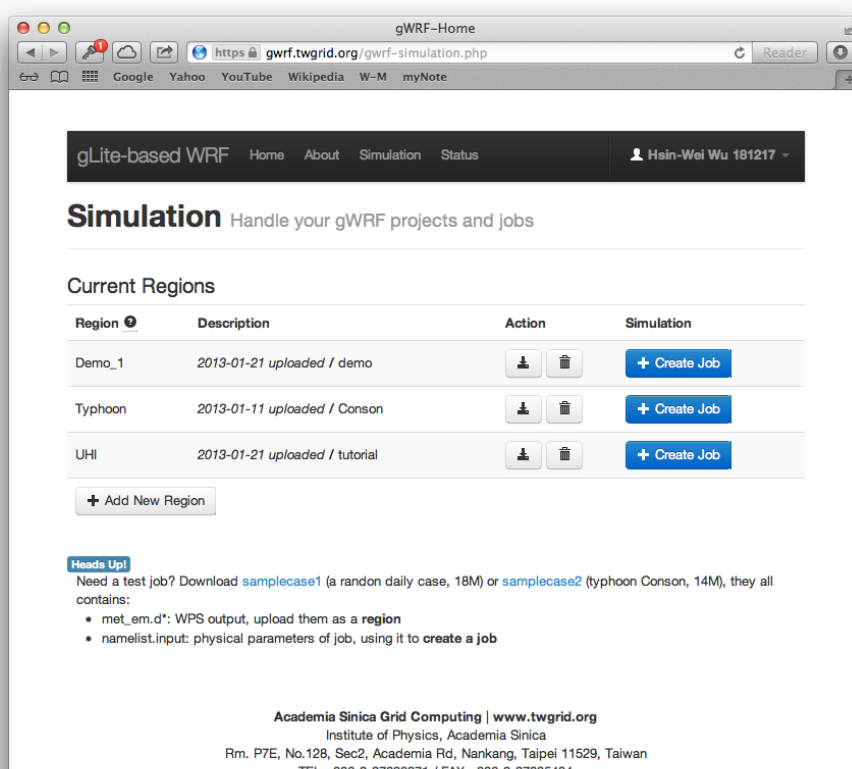 gWRF-Home
1
https gwrf.twgrid.org/gwrf-simulation.php
Reader
Google Yahoo YouTube Wikipedia W-M myNote
gLite-based WRF Home About Simulation Status Hsin-Wei Wu 181217
Simulation Handle your gWRF projects and jobs
Current Regions
Region ? Description Action Simulation
Demo_1 2013-01-21 uploaded / demo + Create Job
Typhoon 2013-01-11 uploaded / Conson + Create Job
UHI 2013-01-21 uploaded / tutorial + Create Job
+ Add New Region
Heads Up!
Need a test job? Download samplecase1 (a randon daily case, 18M) or samplecase2 (typhoon Conson, 14M), they all
contains:
• met_em.d*: WPS output, upload them as a region
• namelist.input: physical parameters of job, using it to create a job
Academia Sinica Grid Computing | www.twgrid.org
Institute of Physics, Academia Sinica
Rm. P7E, No.128, Sec2, Academia Rd, Nankang, Taipei 11529, Taiwan